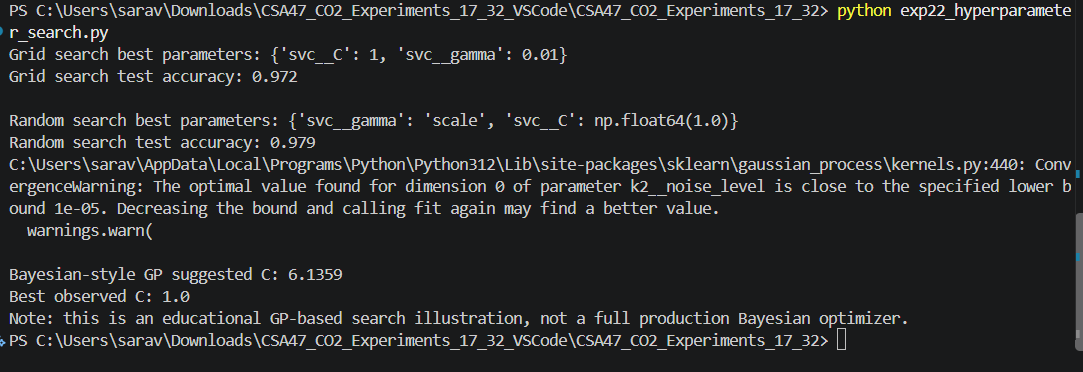 PS C:\Users\sarav\Downloads\CSA47_CO2_Experiments_17_32_VSCode\CSA47_CO2_Experiments_17_32> python exp22_hyperparamete
r_search.py
Grid search best parameters: {'svc__C': 1, 'svc__gamma': 0.01}
Grid search test accuracy: 0.972
Random search best parameters: {'svc__gamma': 'scale', 'svc__C': np.float64(1.0)}
Random search test accuracy: 0.979
C:\Users\sarav\AppData\Local\Programs\Python\Python312\Lib\site-packages\sklearn\gaussian_process\kernels.py:440: Conv
ergenceWarning: The optimal value found for dimension 0 of parameter k2__noise_level is close to the specified lower b
ound 1e-05. Decreasing the bound and calling fit again may find a better value.
  warnings.warn(
Bayesian-style GP suggested C: 6.1359
Best observed C: 1.0
Note: this is an educational GP-based search illustration, not a full production Bayesian optimizer.
PS C:\Users\sarav\Downloads\CSA47_CO2_Experiments_17_32_VSCode\CSA47_CO2_Experiments_17_32>